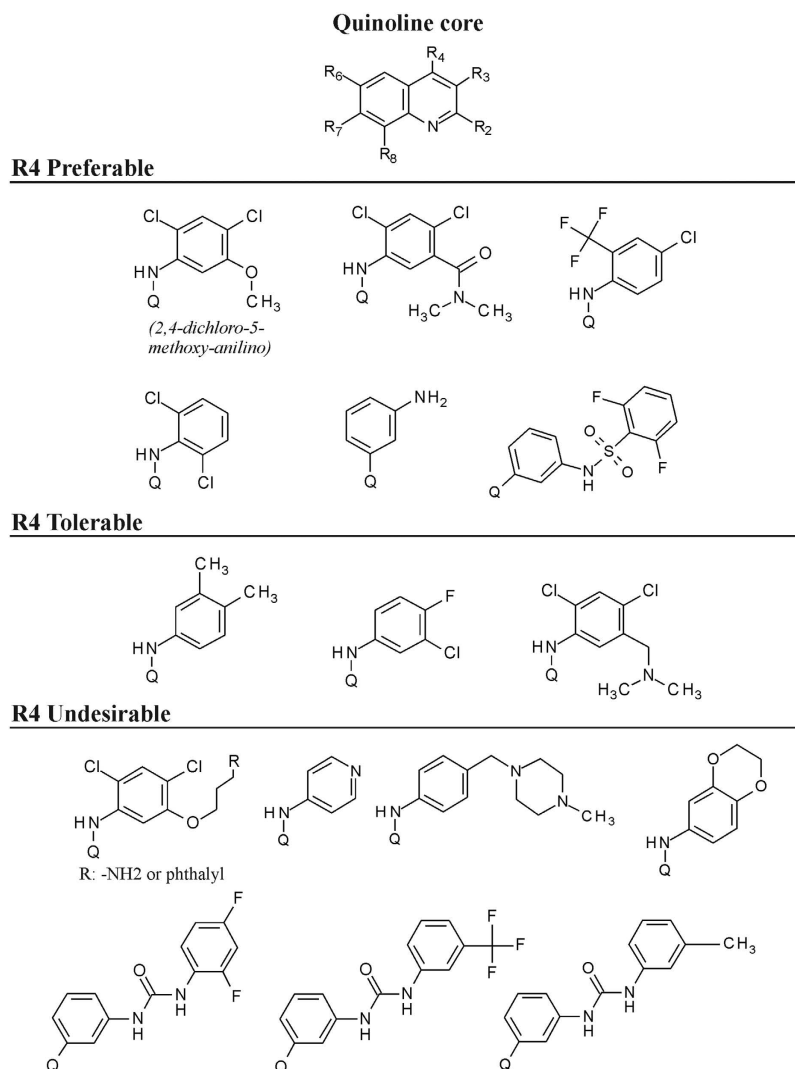 Quinoline core
R4
R6 R3
R7 N R2
R8
R4 Preferable
Cl Cl
HN O
Q CH3
(2,4-dichloro-5-
methoxy-anilino)
Cl Cl
O
HN
Q N
H3C CH3
F
F Cl
F
HN
Q
Cl
HN
Q Cl
NH2
Q
F
O
S
N O F
H
Q
R4 Tolerable
CH3
CH3
HN
Q
F
HN Cl
Q
Cl Cl
HN
Q N
H3C CH3
R4 Undesirable
R
Cl Cl
HN O
Q
R: -NH2 or phthalyl
N
HN
Q
N
HN N
Q CH3
O
O
HN
Q
F
O
N N F
H H
Q
F
F
O F
N N
H H
Q
CH3
O
N N
H H
Q